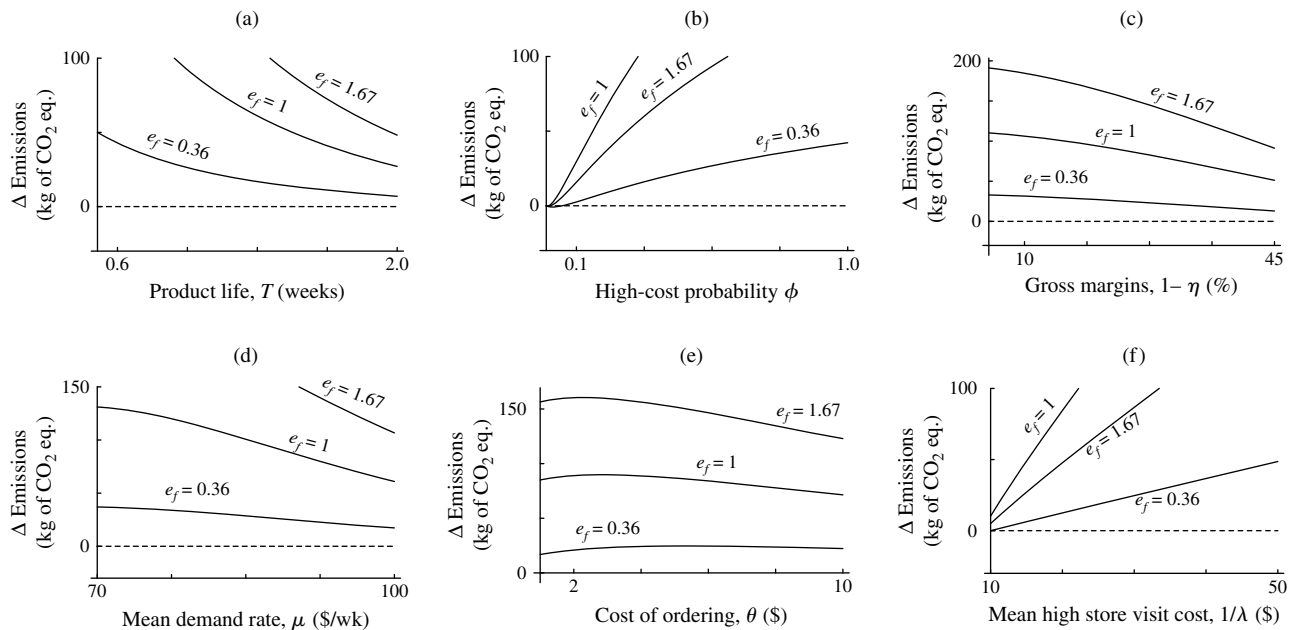 (a)
Δ Emissions
(kg of CO₂ eq.)
100
0
e_f = 1.67
e_f = 1
e_f = 0.36
0.6
2.0
Product life, T (weeks)
(b)
Δ Emissions
(kg of CO₂ eq.)
100
0
e_f = 1
e_f = 1.67
e_f = 0.36
0.1
1.0
High-cost probability ϕ
(c)
Δ Emissions
(kg of CO₂ eq.)
200
0
e_f = 1.67
e_f = 1
e_f = 0.36
10
45
Gross margins, 1– η (%)
(d)
Δ Emissions
(kg of CO₂ eq.)
150
0
e_f = 1.67
e_f = 1
e_f = 0.36
70
100
Mean demand rate, μ ($/wk)
(e)
Δ Emissions
(kg of CO₂ eq.)
150
0
e_f = 1.67
e_f = 1
e_f = 0.36
2
10
Cost of ordering, θ ($)
(f)
Δ Emissions
(kg of CO₂ eq.)
100
0
e_f = 1
e_f = 1.67
e_f = 0.36
10
50
Mean high store visit cost, 1/λ ($)